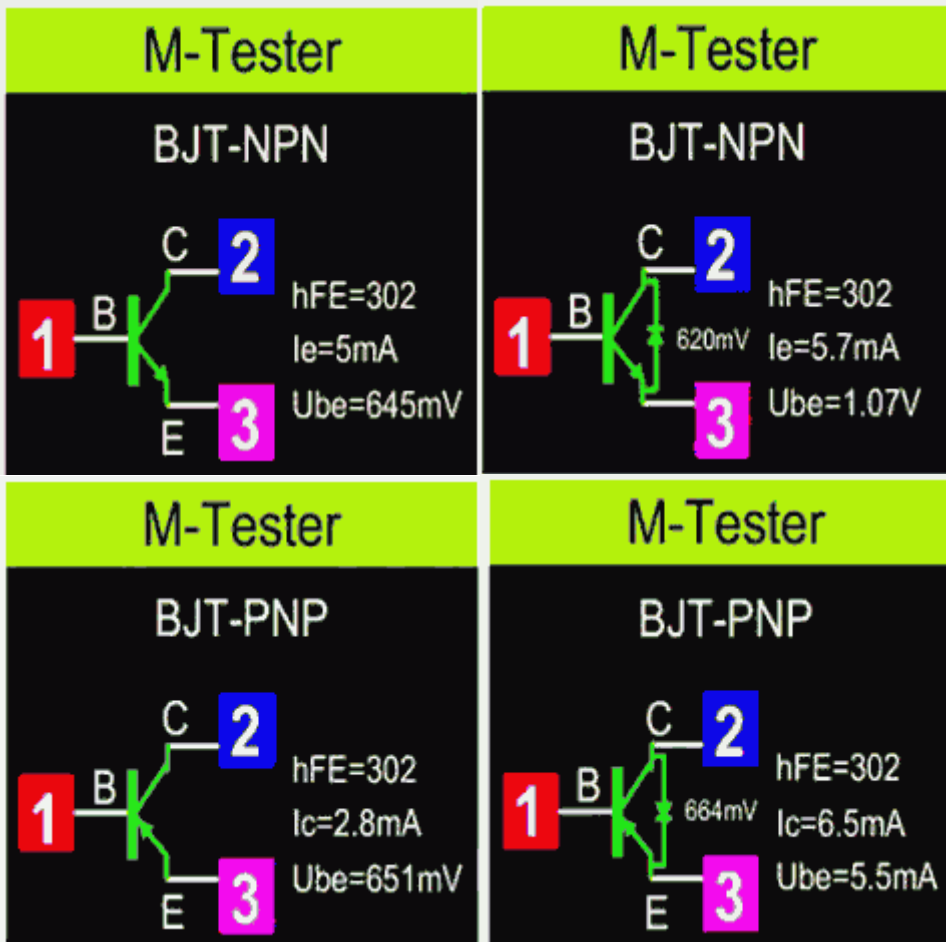 M-Tester
BJT-NPN
C
2
1
B
hFE=302
Ie=5mA
Ube=645mV
3
E
M-Tester
BJT-NPN
C
2
1
B
620mV
hFE=302
Ie=5.7mA
Ube=1.07V
3
M-Tester
BJT-PNP
C
2
1
B
hFE=302
Ic=2.8mA
Ube=651mV
3
E
M-Tester
BJT-PNP
C
2
1
B
664mV
hFE=302
Ic=6.5mA
Ube=5.5mA
3
E